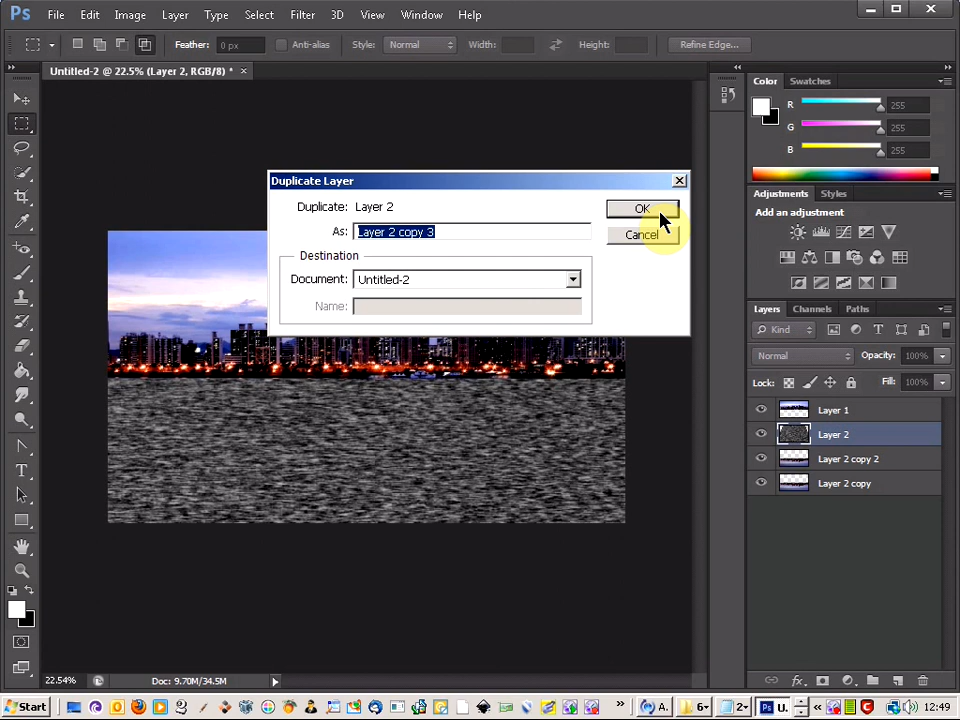 Ps File Edit Image Layer Type Select Filter 3D View Window Help
Feather: 0 px Anti-alias Style: Normal Width: Height: Refine Edge...
Untitled-2 @ 22.5% (Layer 2, RGB/8) *
Color Swatches
R 255
G 255
B 255
Duplicate Layer
Duplicate: Layer 2
OK
As: Layer 2 copy 3
Cancel
Destination
Document: Untitled-2
Name:
Adjustments Styles
Add an adjustment
Layers Channels Paths
Kind
Normal Opacity: 100%
Lock: Fill: 100%
Layer 1
Layer 2
Layer 2 copy 2
Layer 2 copy
22.54% Doc: 9.70M/34.5M
Start A. 6 2 Ps U. 12:49